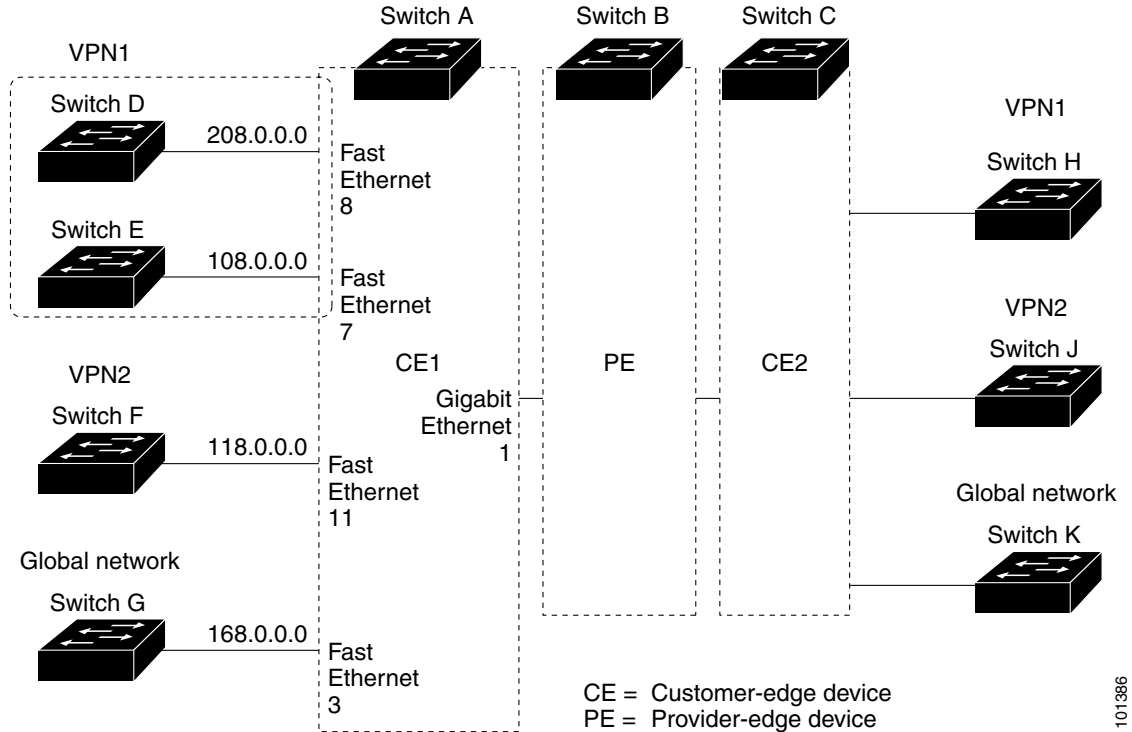 Switch A
Switch B
Switch C
VPN1
Switch D
208.0.0.0
Fast
Ethernet
8
Switch E
108.0.0.0
Fast
Ethernet
7
VPN2
Switch F
118.0.0.0
Fast
Ethernet
11
Global network
Switch G
168.0.0.0
Fast
Ethernet
3
CE1
Gigabit
Ethernet
1
PE
CE2
VPN1
Switch H
VPN2
Switch J
Global network
Switch K
CE = Customer-edge device
PE = Provider-edge device
101386